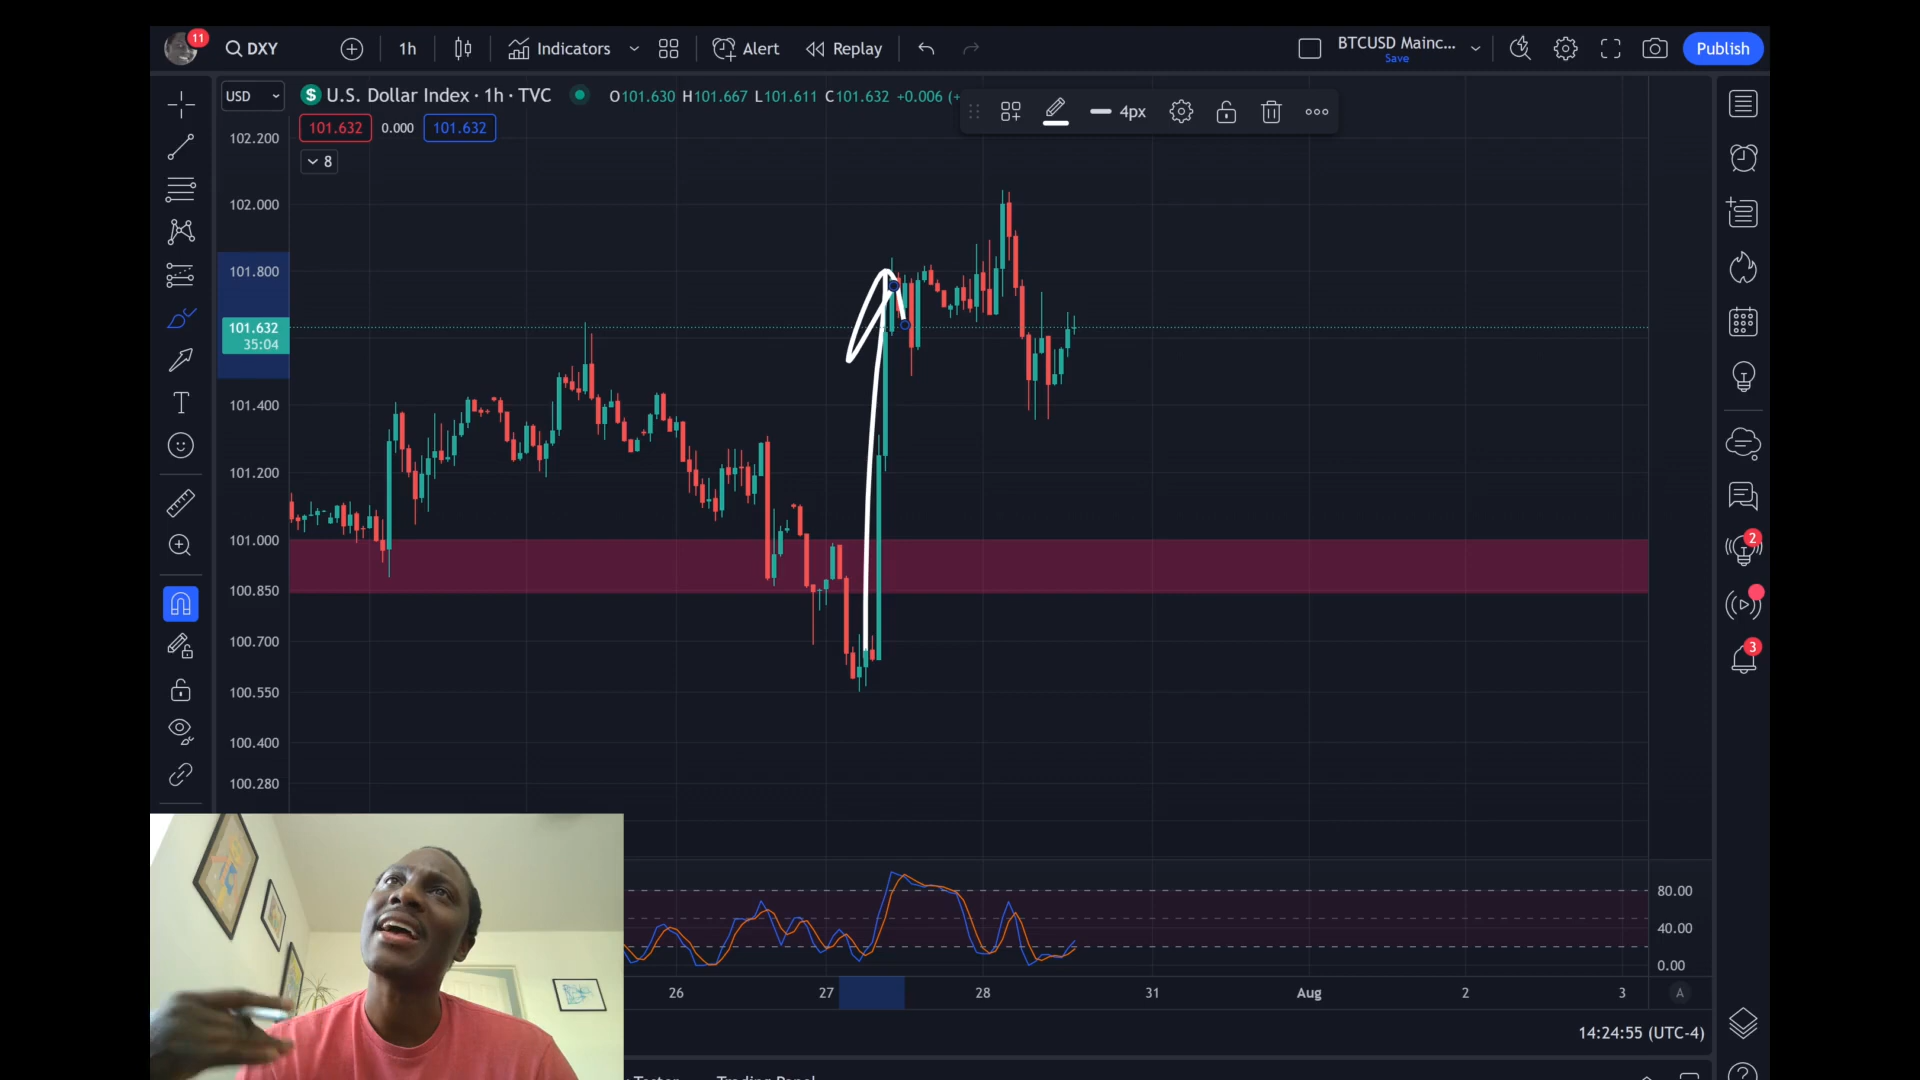 11
DXY
1h
Indicators
Alert
Replay
BTCUSD Mainc...
Save
Publish
USD
U.S. Dollar Index · 1h · TVC
O101.630 H101.667 L101.611 C101.632 +0.006 (+
4px
101.632
0.000
101.632
8
102.200
102.000
101.800
101.632
35:04
101.400
101.200
101.000
100.850
100.700
100.550
100.400
100.280
2
3
80.00
40.00
0.00
26
27
28
31
Aug
2
3
A
14:24:55 (UTC-4)